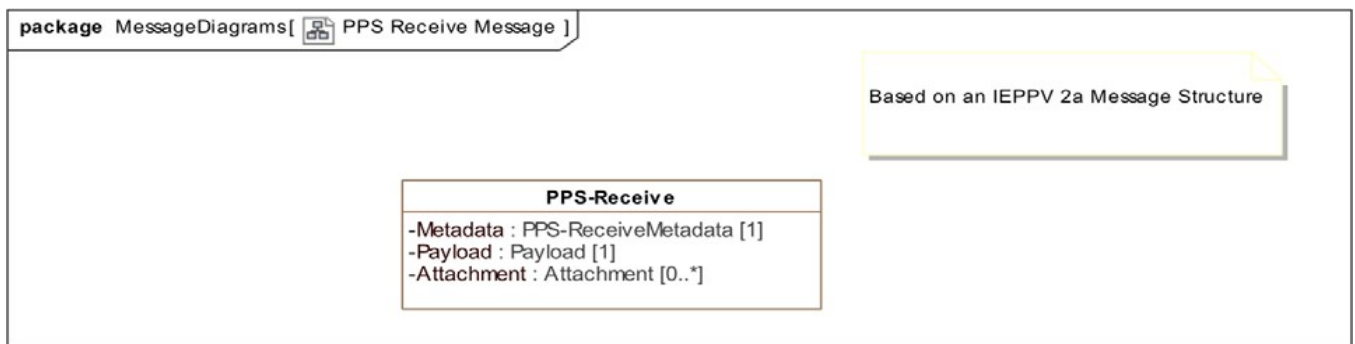 package MessageDiagrams[ PPS Receive Message ]
Based on an IEPPV 2a Message Structure
PPS-Receive
-Metadata : PPS-ReceiveMetadata [1]
-Payload : Payload [1]
-Attachment : Attachment [0..*]